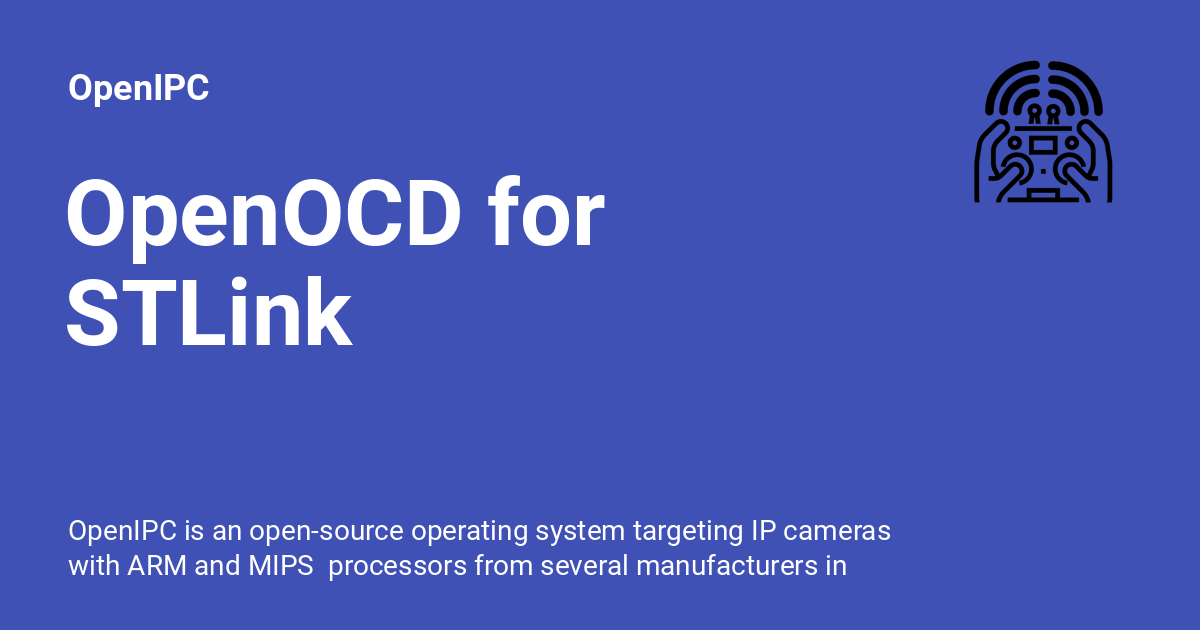 OpenIPC
OpenOCD for
STLink
OpenIPC is an open-source operating system targeting IP cameras
with ARM and MIPS  processors from several manufacturers in